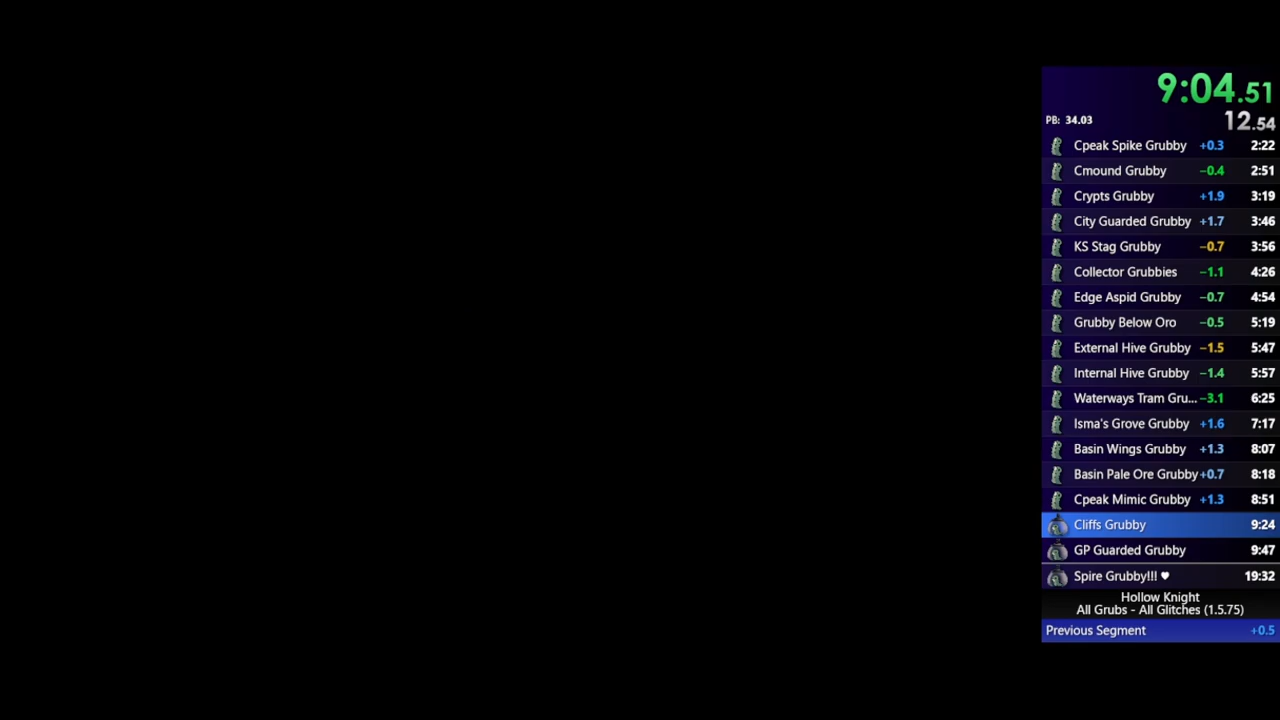 9:04.51
PB: 34.03 12.54
Cpeak Spike Grubby +0.3 2:22
Cmound Grubby −0.4 2:51
Crypts Grubby +1.9 3:19
City Guarded Grubby +1.7 3:46
KS Stag Grubby −0.7 3:56
Collector Grubbies −1.1 4:26
Edge Aspid Grubby −0.7 4:54
Grubby Below Oro −0.5 5:19
External Hive Grubby −1.5 5:47
Internal Hive Grubby −1.4 5:57
Waterways Tram Gru... −3.1 6:25
Isma's Grove Grubby +1.6 7:17
Basin Wings Grubby +1.3 8:07
Basin Pale Ore Grubby +0.7 8:18
Cpeak Mimic Grubby +1.3 8:51
Cliffs Grubby 9:24
GP Guarded Grubby 9:47
Spire Grubby!!! ♥ 19:32
Hollow Knight
All Grubs - All Glitches (1.5.75)
Previous Segment +0.5